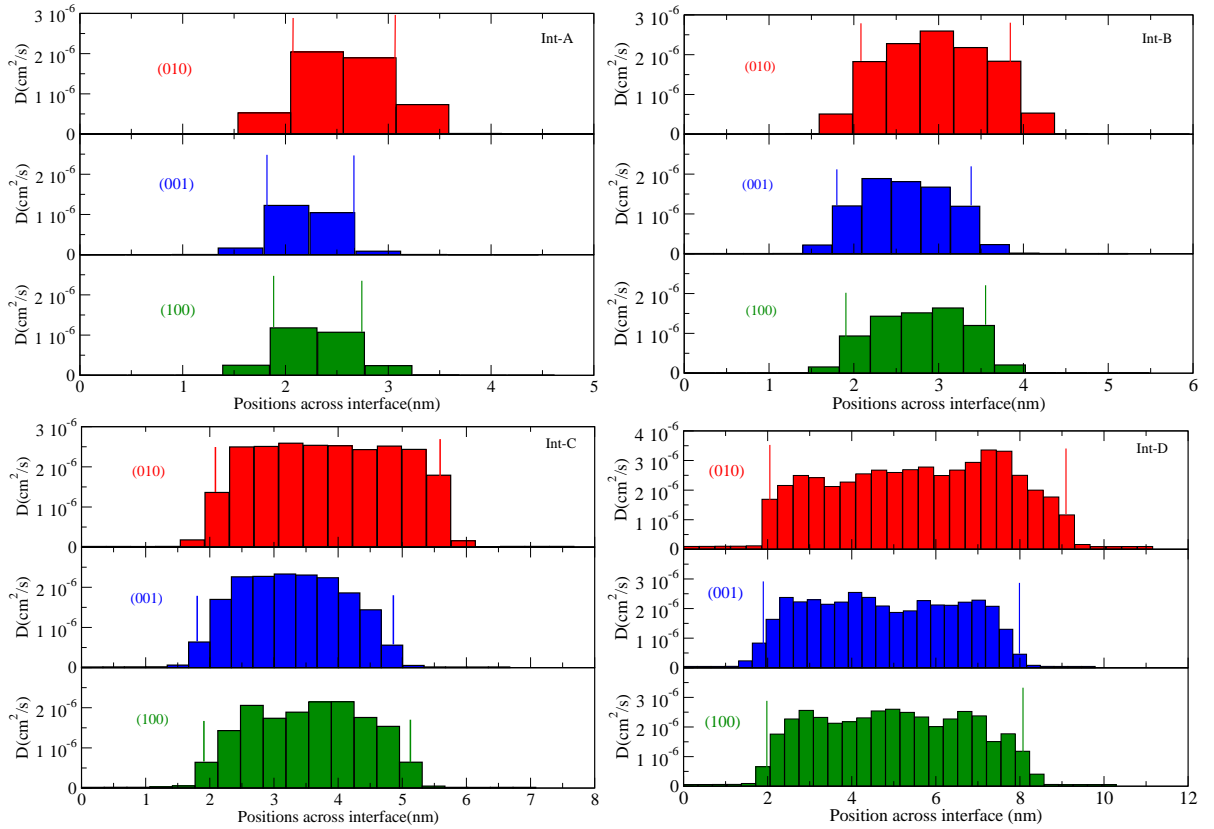 3 10⁻⁶
2 10⁻⁶
1 10⁻⁶
0
D(cm²/s)
(010)
Int-A
2 10⁻⁶
1 10⁻⁶
0
D(cm²/s)
(001)
2 10⁻⁶
1 10⁻⁶
0
D(cm²/s)
(100)
0 1 2 3 4 5
Positions across interface(nm)
3 10⁻⁶
2 10⁻⁶
1 10⁻⁶
0
D(cm²/s)
(010)
Int-B
2 10⁻⁶
1 10⁻⁶
0
D(cm²/s)
(001)
2 10⁻⁶
1 10⁻⁶
0
D(cm²/s)
(100)
0 1 2 3 4 5 6
Positions across interface(nm)
3 10⁻⁶
2 10⁻⁶
1 10⁻⁶
0
D(cm²/s)
(010)
Int-C
2 10⁻⁶
1 10⁻⁶
0
D(cm²/s)
(001)
2 10⁻⁶
1 10⁻⁶
0
D(cm²/s)
(100)
0 1 2 3 4 5 6 7 8
Positions across interface(nm)
4 10⁻⁶
3 10⁻⁶
2 10⁻⁶
1 10⁻⁶
0
D(cm²/s)
(010)
Int-D
3 10⁻⁶
2 10⁻⁶
1 10⁻⁶
0
D(cm²/s)
(001)
3 10⁻⁶
2 10⁻⁶
1 10⁻⁶
0
D(cm²/s)
(100)
0 2 4 6 8 10 12
Positions across interface (nm)